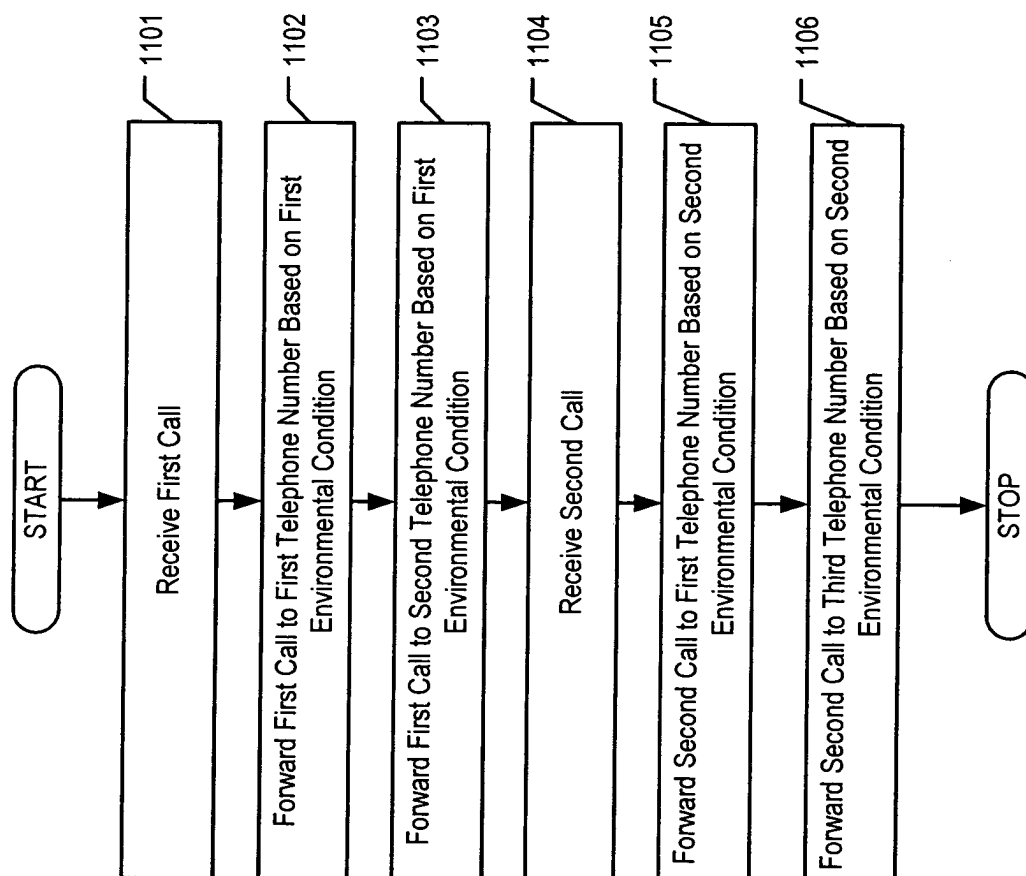 START
Receive First Call
1101
Forward First Call to First Telephone Number Based on First
Environmental Condition
1102
Forward First Call to Second Telephone Number Based on First
Environmental Condition
1103
Receive Second Call
1104
Forward Second Call to First Telephone Number Based on Second
Environmental Condition
1105
Forward Second Call to Third Telephone Number Based on Second
Environmental Condition
1106
STOP